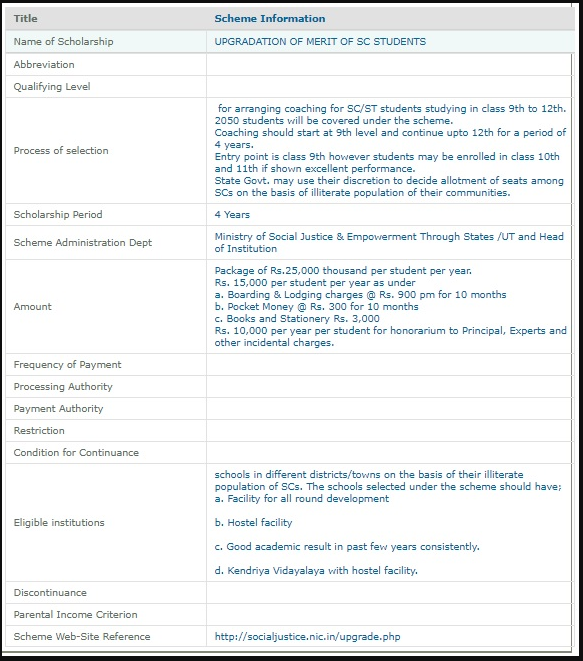 Title Scheme Information
Name of Scholarship UPGRADATION OF MERIT OF SC STUDENTS
Abbreviation
Qualifying Level
Process of selection
for arranging coaching for SC/ST students studying in class 9th to 12th.
2050 students will be covered under the scheme.
Coaching should start at 9th level and continue upto 12th for a period of
4 years.
Entry point is class 9th however students may be enrolled in class 10th
and 11th if shown excellent performance.
State Govt. may use their discretion to decide allotment of seats among
SCs on the basis of illiterate population of their communities.
Scholarship Period 4 Years
Scheme Administration Dept
Ministry of Social Justice & Empowerment Through States /UT and Head
of Institution
Amount
Package of Rs.25,000 thousand per student per year.
Rs. 15,000 per student per year as under
a. Boarding & Lodging charges @ Rs. 900 pm for 10 months
b. Pocket Money @ Rs. 300 for 10 months
c. Books and Stationery Rs. 3,000
Rs. 10,000 per year per student for honorarium to Principal, Experts and
other incidental charges.
Frequency of Payment
Processing Authority
Payment Authority
Restriction
Condition for Continuance
Eligible institutions
schools in different districts/towns on the basis of their illiterate
population of SCs. The schools selected under the scheme should have;
a. Facility for all round development
b. Hostel facility
c. Good academic result in past few years consistently.
d. Kendriya Vidayalaya with hostel facility.
Discontinuance
Parental Income Criterion
Scheme Web-Site Reference http://socialjustice.nic.in/upgrade.php